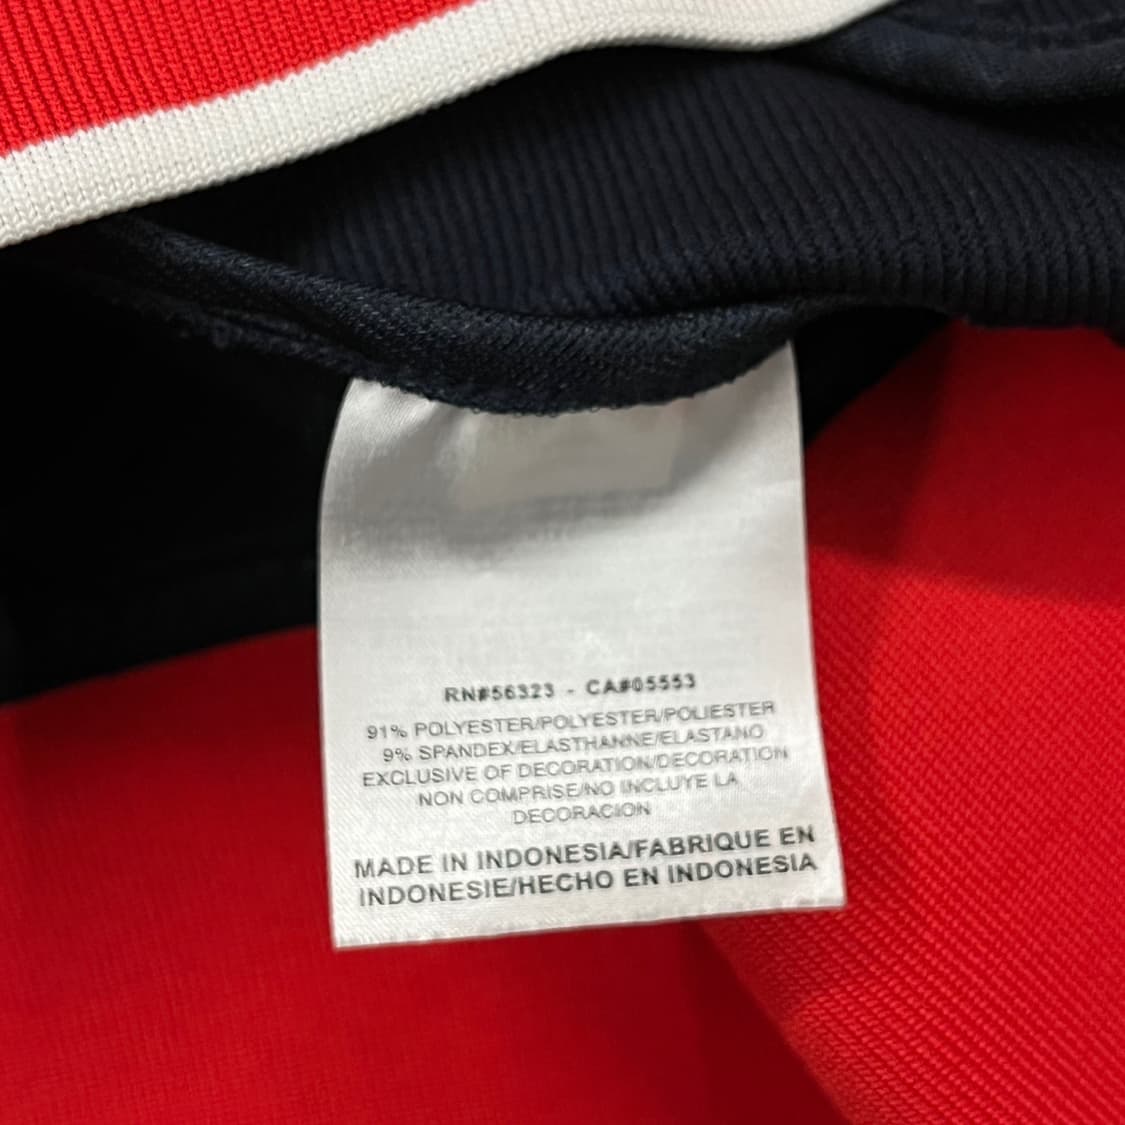 RN#56323 - CA#05553
91% POLYESTER/POLYESTER/POLIESTER
9% SPANDEX/ELASTHANNE/ELASTANO
EXCLUSIVE OF DECORATION/DECORATION
NON COMPRISE/NO INCLUYE LA
DECORACION
MADE IN INDONESIA/FABRIQUE EN
INDONESIE/HECHO EN INDONESIA